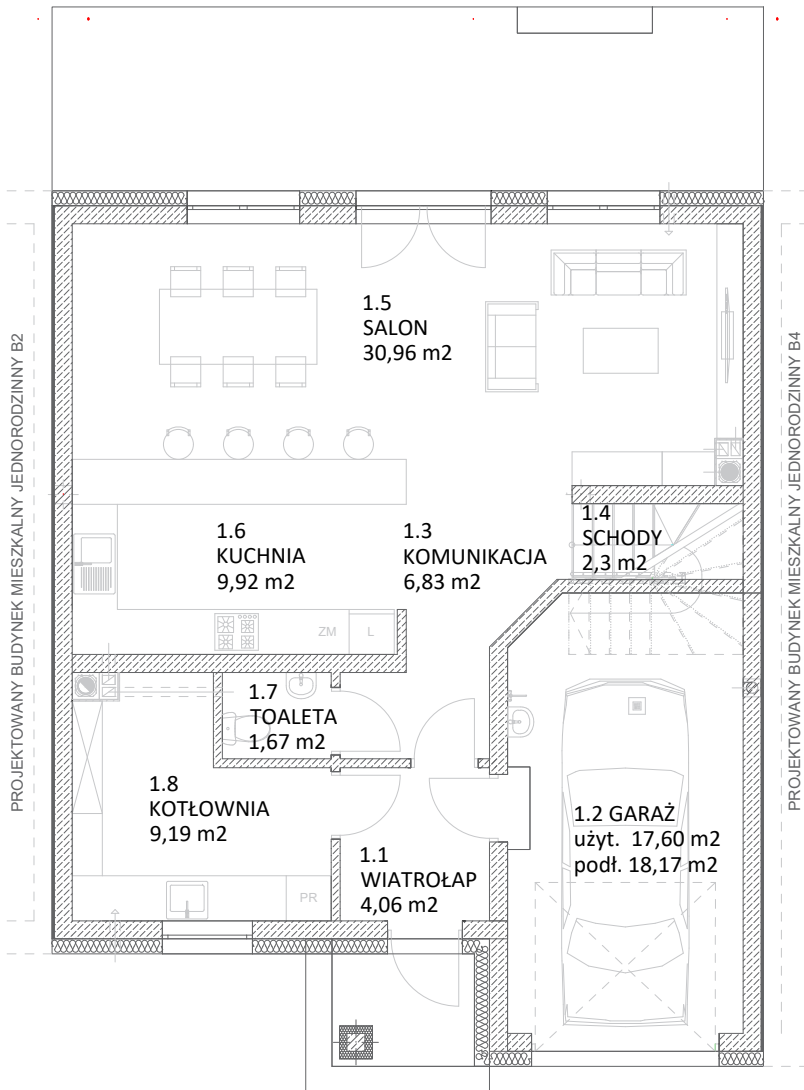 1.5
SALON
30,96 m2
PROJEKTOWANY BUDYNEK MIESZKALNY JEDNORODZINNY B2
PROJEKTOWANY BUDYNEK MIESZKALNY JEDNORODZINNY B4
1.6
KUCHNIA
9,92 m2
1.3
KOMUNIKACJA
6,83 m2
1.4
SCHODY
2,3 m2
ZM
L
1.7
TOALETA
1,67 m2
1.8
KOTŁOWNIA
9,19 m2
1.2 GARAŻ
użyt. 17,60 m2
podł. 18,17 m2
1.1
WIATROŁAP
4,06 m2
PR